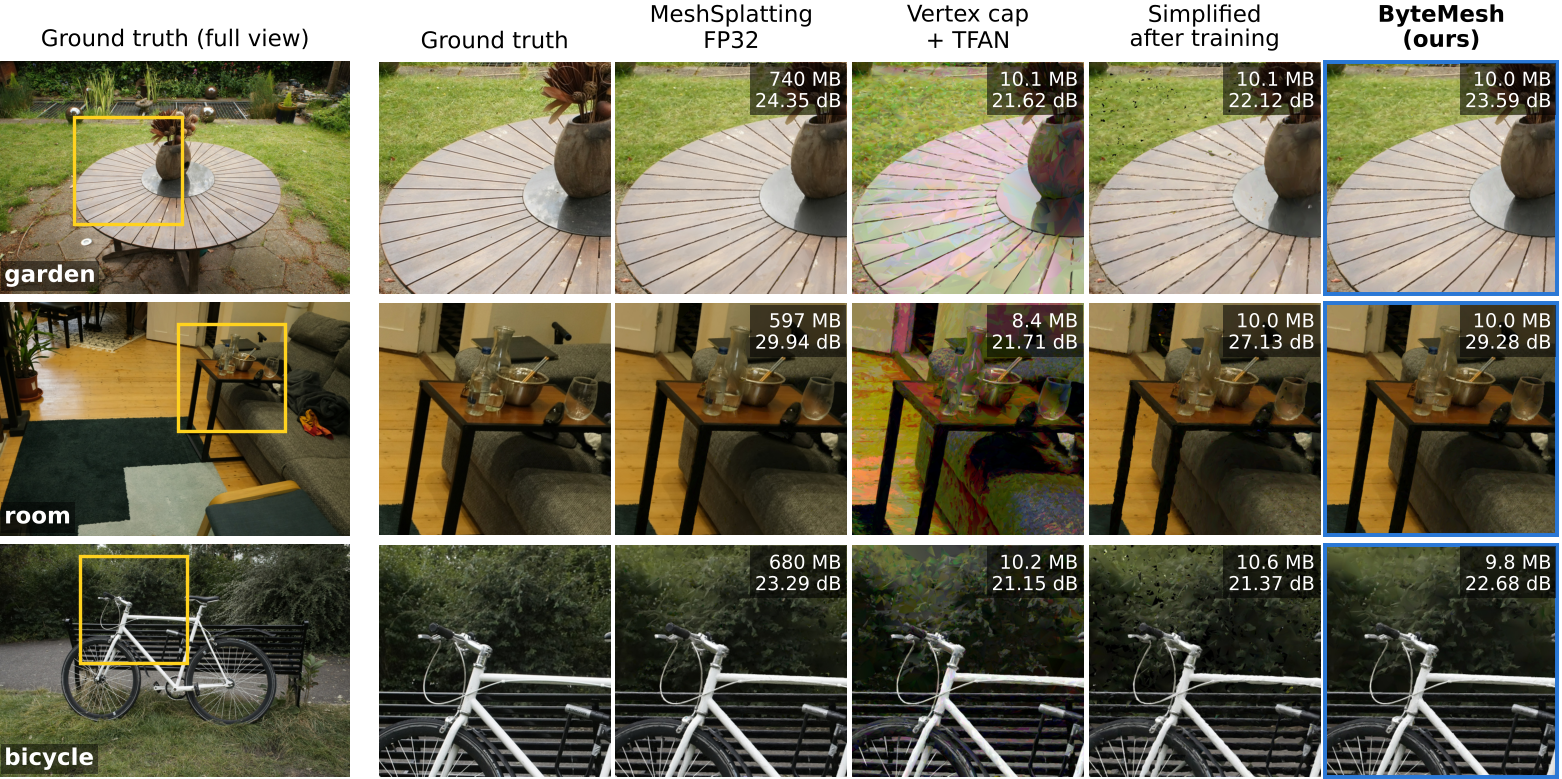 Ground truth (full view)
Ground truth
MeshSplatting
FP32
Vertex cap
+ TFAN
Simplified
after training
ByteMesh
(ours)
garden
740 MB
24.35 dB
10.1 MB
21.62 dB
10.1 MB
22.12 dB
10.0 MB
23.59 dB
room
597 MB
29.94 dB
8.4 MB
21.71 dB
10.0 MB
27.13 dB
10.0 MB
29.28 dB
bicycle
680 MB
23.29 dB
10.2 MB
21.15 dB
10.6 MB
21.37 dB
9.8 MB
22.68 dB